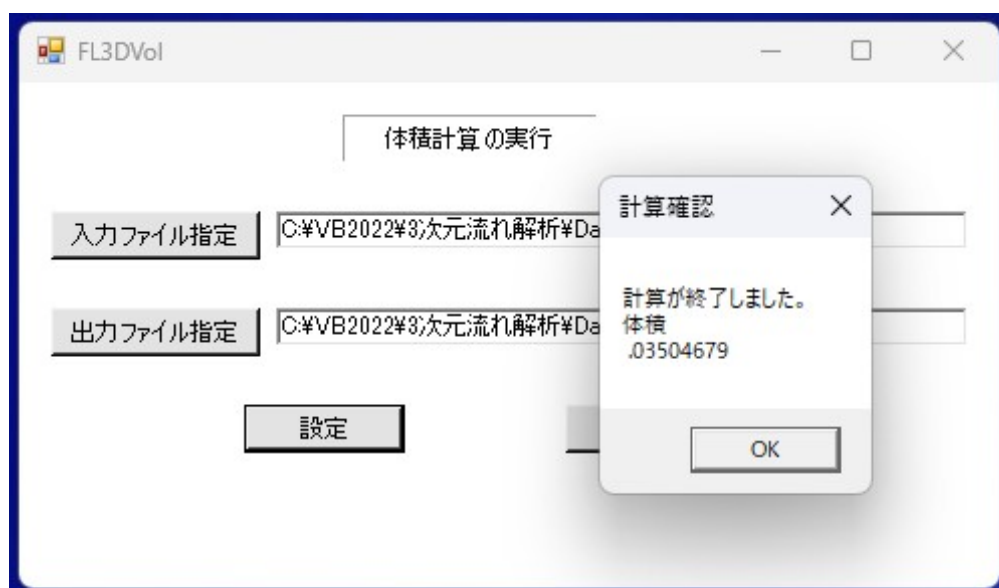 FL3DVol
体積計算の実行
計算確認
入力ファイル指定
C:¥VB2022¥3次元流れ解析¥Da
計算が終了しました。
体積
.03504679
出力ファイル指定
C:¥VB2022¥3次元流れ解析¥Da
設定
OK